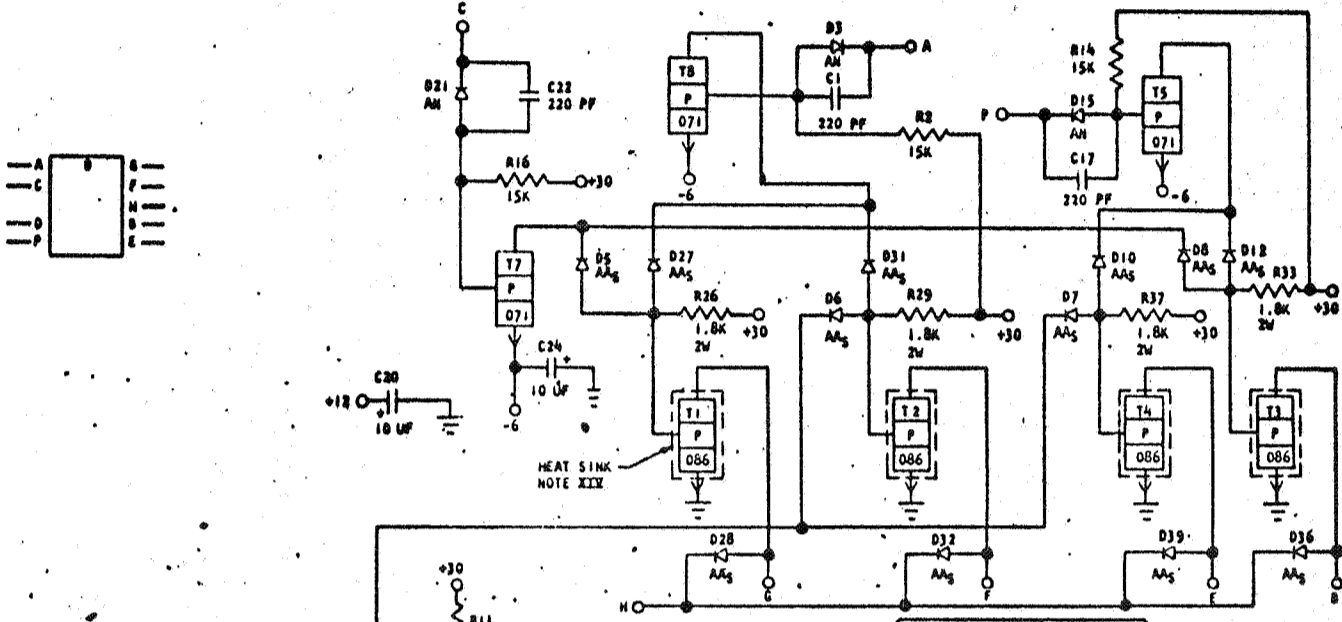 C
D21
AN
C22
220 PF
R16
15K
+30
T7
P
071
C24
+
10 UF
-6
C20
+12
+
10 UF
A
C
D
P
G
F
H
B
E
T8
P
071
-6
D3
AN
C1
220 PF
A
R2
15K
R14
15K
P
D15
AN
C17
220 PF
T5
P
071
-6
D5
AAS
D27
AAS
R26
1.8K
2W
+30
D31
AAS
D6
AAS
R29
1.8K
2W
+30
D10
AAS
D7
AAS
R37
1.8K
2W
+30
D8
AAS
D12
AAS
R33
1.8K
2W
+30
T1
P
086
HEAT SINK
NOTE XIV
T2
P
086
T4
P
086
T3
P
086
D28
AAS
G
D32
AAS
F
D39
AAS
E
D36
AAS
B
H
+30